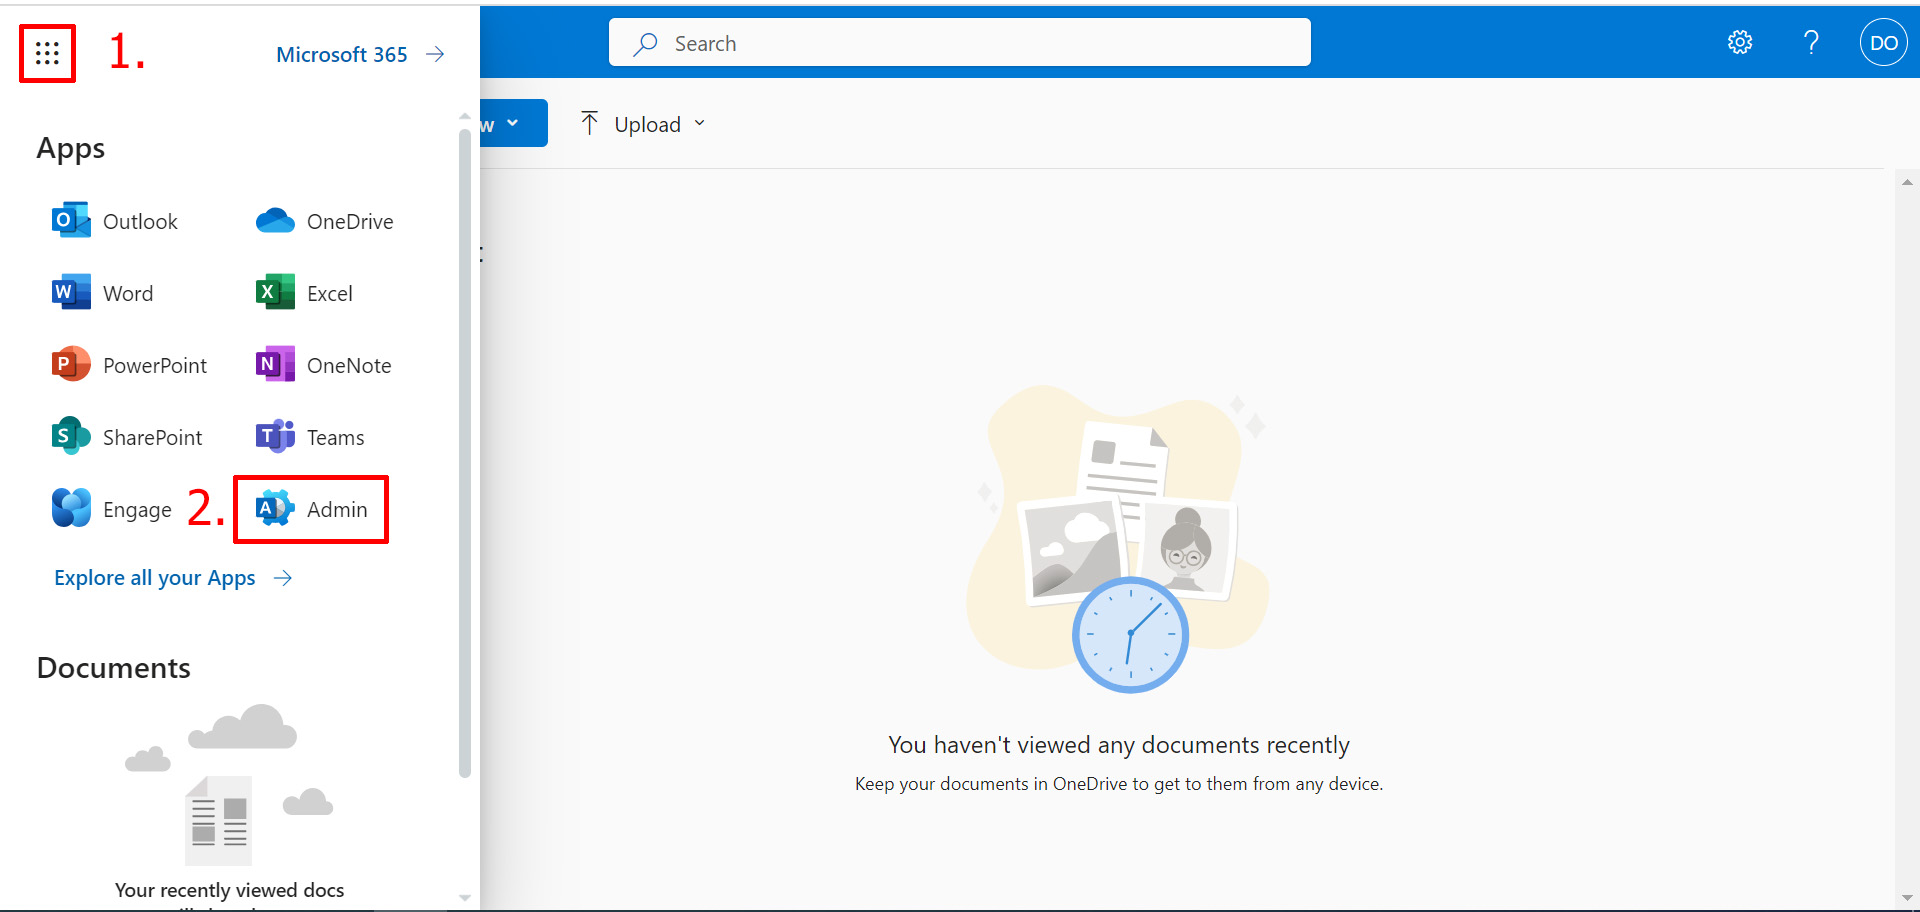 1.
Microsoft 365
Search
DO
w
Upload
Apps
Outlook
OneDrive
Word
Excel
PowerPoint
OneNote
SharePoint
Teams
Engage
2.
Admin
Explore all your Apps
Documents
Your recently viewed docs
You haven't viewed any documents recently
Keep your documents in OneDrive to get to them from any device.